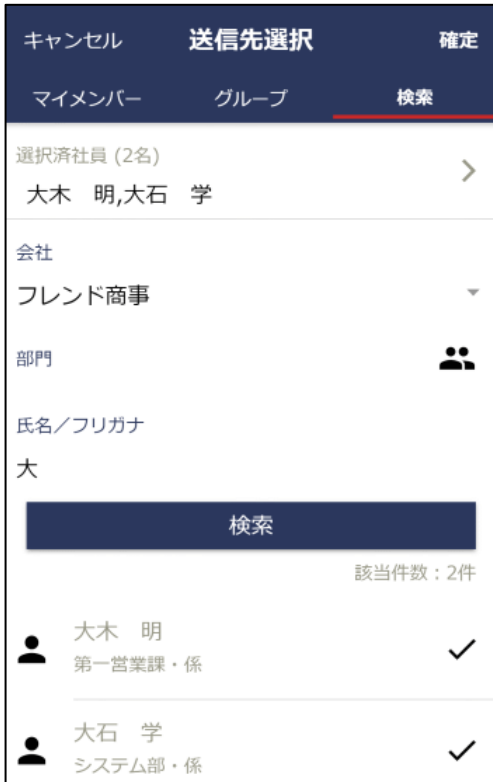 キャンセル 送信先選択 確定
マイメンバー グループ 検索
選択済社員 (2名)
大木 明,大石 学
会社
フレンド商事
部門
氏名／フリガナ
大
検索
該当件数：2件
大木 明
第一営業課・係
大石 学
システム部・係